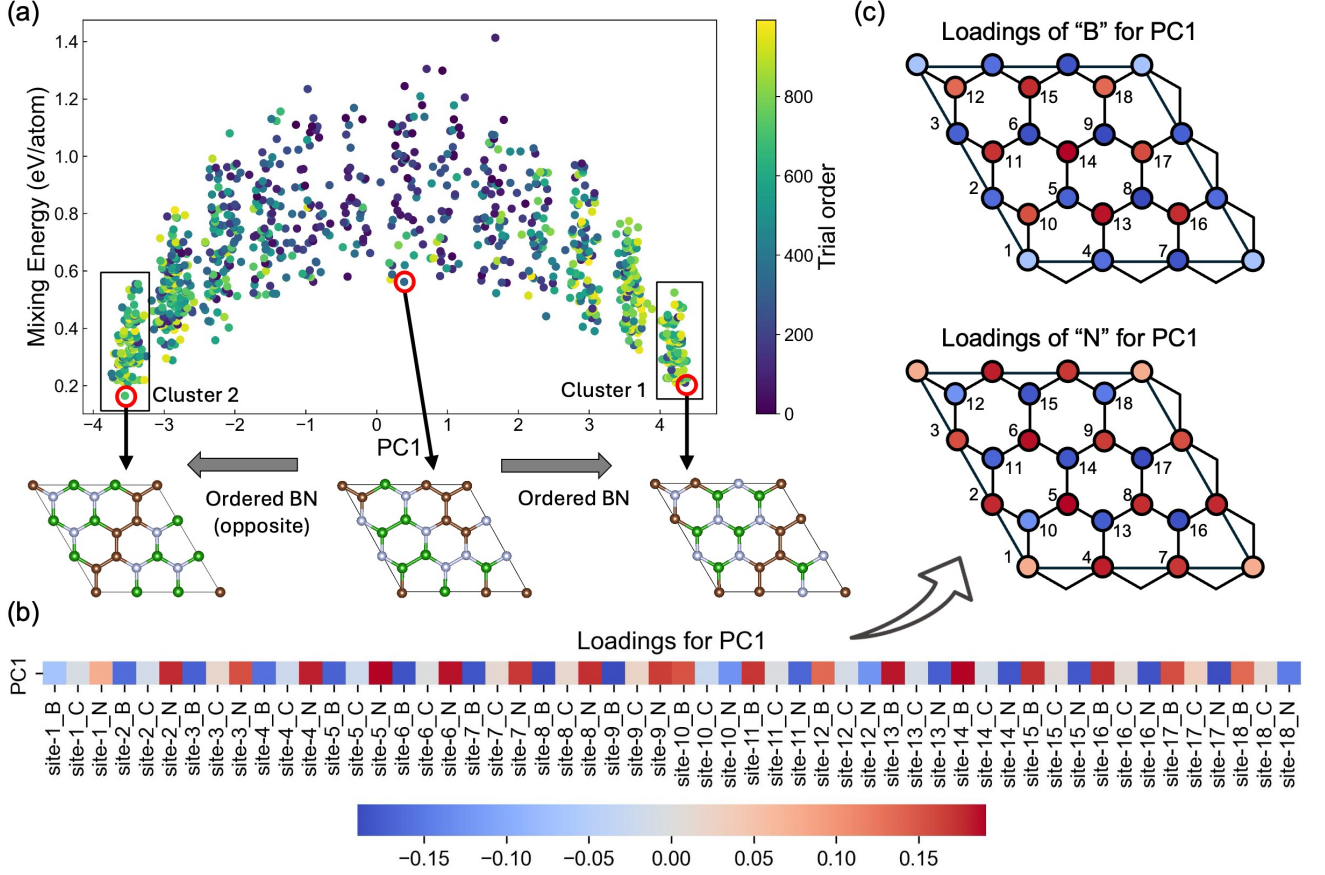 (a)
Mixing Energy (eV/atom)
1.4
1.2
1.0
0.8
0.6
0.4
0.2
−4
−3
−2
−1
0
1
2
3
4
PC1
Cluster 2
Cluster 1
800
600
400
200
0
Trial order
Ordered BN
(opposite)
Ordered BN
(c)
Loadings of “B” for PC1
12
15
18
3
6
9
11
14
17
2
5
8
10
13
16
1
4
7
Loadings of “N” for PC1
12
15
18
3
6
9
11
14
17
2
5
8
10
13
16
1
4
7
(b)
Loadings for PC1
PC1
site-1_B
site-1_C
site-1_N
site-2_B
site-2_C
site-2_N
site-3_B
site-3_C
site-3_N
site-4_B
site-4_C
site-4_N
site-5_B
site-5_C
site-5_N
site-6_B
site-6_C
site-6_N
site-7_B
site-7_C
site-7_N
site-8_B
site-8_C
site-8_N
site-9_B
site-9_C
site-9_N
site-10_B
site-10_C
site-10_N
site-11_B
site-11_C
site-11_N
site-12_B
site-12_C
site-12_N
site-13_B
site-13_C
site-13_N
site-14_B
site-14_C
site-14_N
site-15_B
site-15_C
site-15_N
site-16_B
site-16_C
site-16_N
site-17_B
site-17_C
site-17_N
site-18_B
site-18_C
site-18_N
−0.15
−0.10
−0.05
0.00
0.05
0.10
0.15